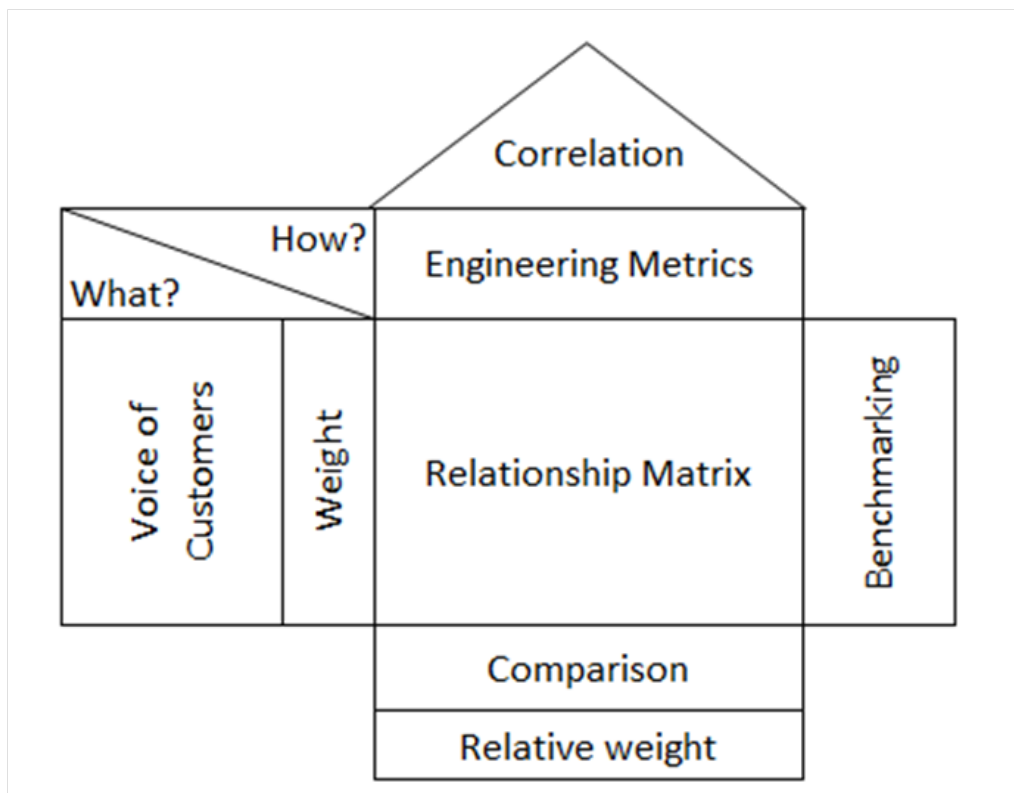 Correlation
How?
What?
Engineering Metrics
Voice of
Customers
Weight
Relationship Matrix
Benchmarking
Comparison
Relative weight